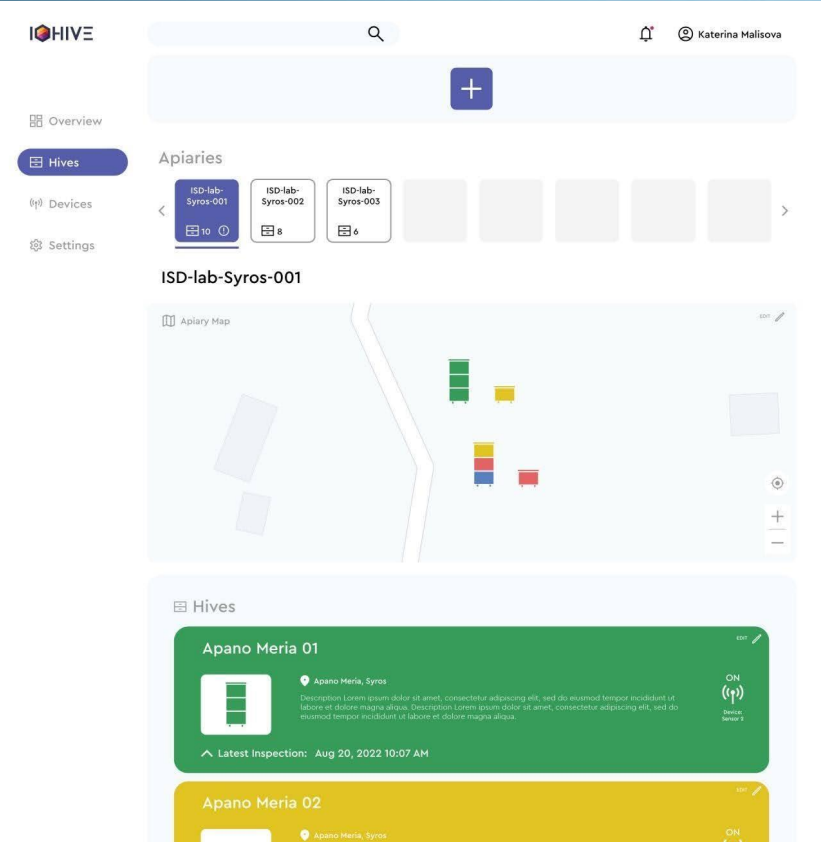 IOHIVE
Katerina Malisova
Overview
Hives
Devices
Settings
Apiaries
ISD-lab-
Syros-001
10
ISD-lab-
Syros-002
8
ISD-lab-
Syros-003
6
ISD-lab-Syros-001
Apiary Map
EDIT
Hives
Apano Meria 01
EDIT
Apano Meria, Syros
Description Lorem ipsum dolor sit amet, consectetur adipiscing elit, sed do eiusmod tempor incididunt ut
labore et dolore magna aliqua. Description Lorem ipsum dolor sit amet, consectetur adipiscing elit, sed do
eiusmod tempor incididunt ut labore et dolore magna aliqua.
ON
Device:
Sensor 2
Latest Inspection: Aug 20, 2022 10:07 AM
Apano Meria 02
EDIT
Apano Meria, Syros
ON